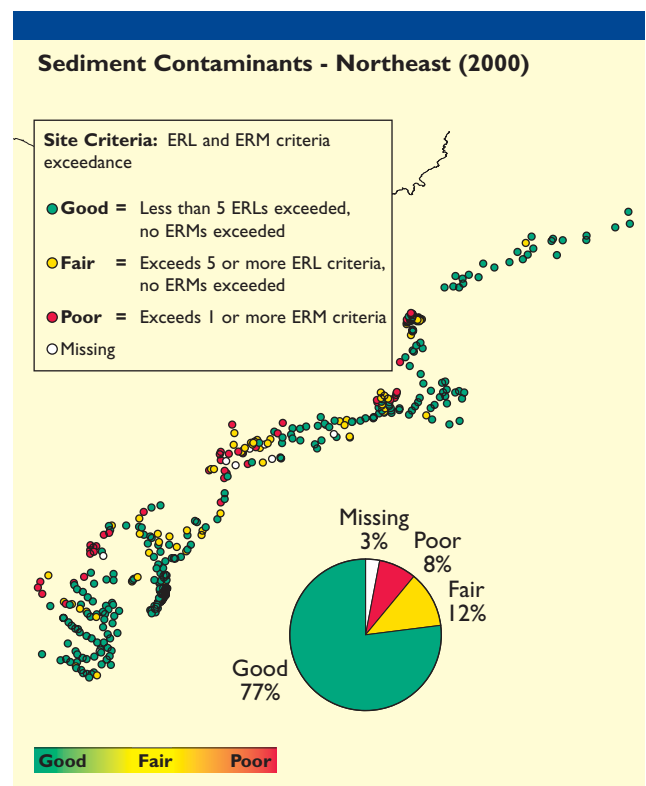 Sediment Contaminants - Northeast (2000)
Site Criteria: ERL and ERM criteria
exceedance
Good = Less than 5 ERLs exceeded,
no ERMs exceeded
Fair = Exceeds 5 or more ERL criteria,
no ERMs exceeded
Poor = Exceeds 1 or more ERM criteria
Missing
Missing
3%
Poor
8%
Fair
12%
Good
77%
Good Fair Poor